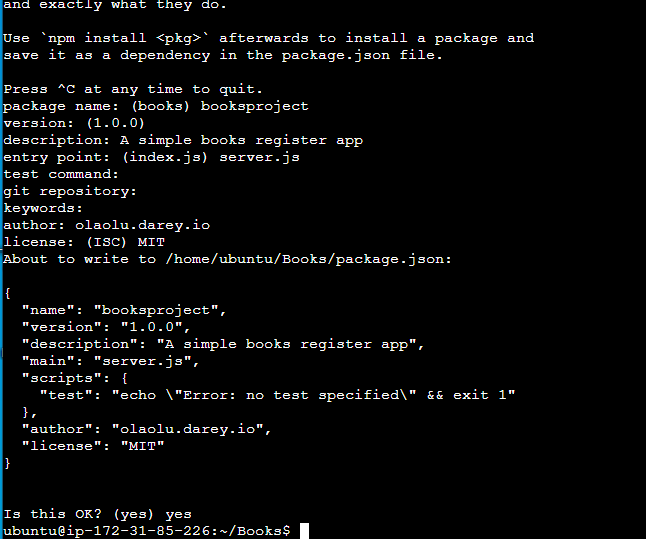 and exactly what they do.
Use `npm install <pkg>` afterwards to install a package and
save it as a dependency in the package.json file.
Press ^C at any time to quit.
package name: (books) booksproject
version: (1.0.0)
description: A simple books register app
entry point: (index.js) server.js
test command:
git repository:
keywords:
author: olaolu.darey.io
license: (ISC) MIT
About to write to /home/ubuntu/Books/package.json:
{
  "name": "booksproject",
  "version": "1.0.0",
  "description": "A simple books register app",
  "main": "server.js",
  "scripts": {
    "test": "echo \"Error: no test specified\" && exit 1"
  },
  "author": "olaolu.darey.io",
  "license": "MIT"
}
Is this OK? (yes) yes
ubuntu@ip-172-31-85-226:~/Books$